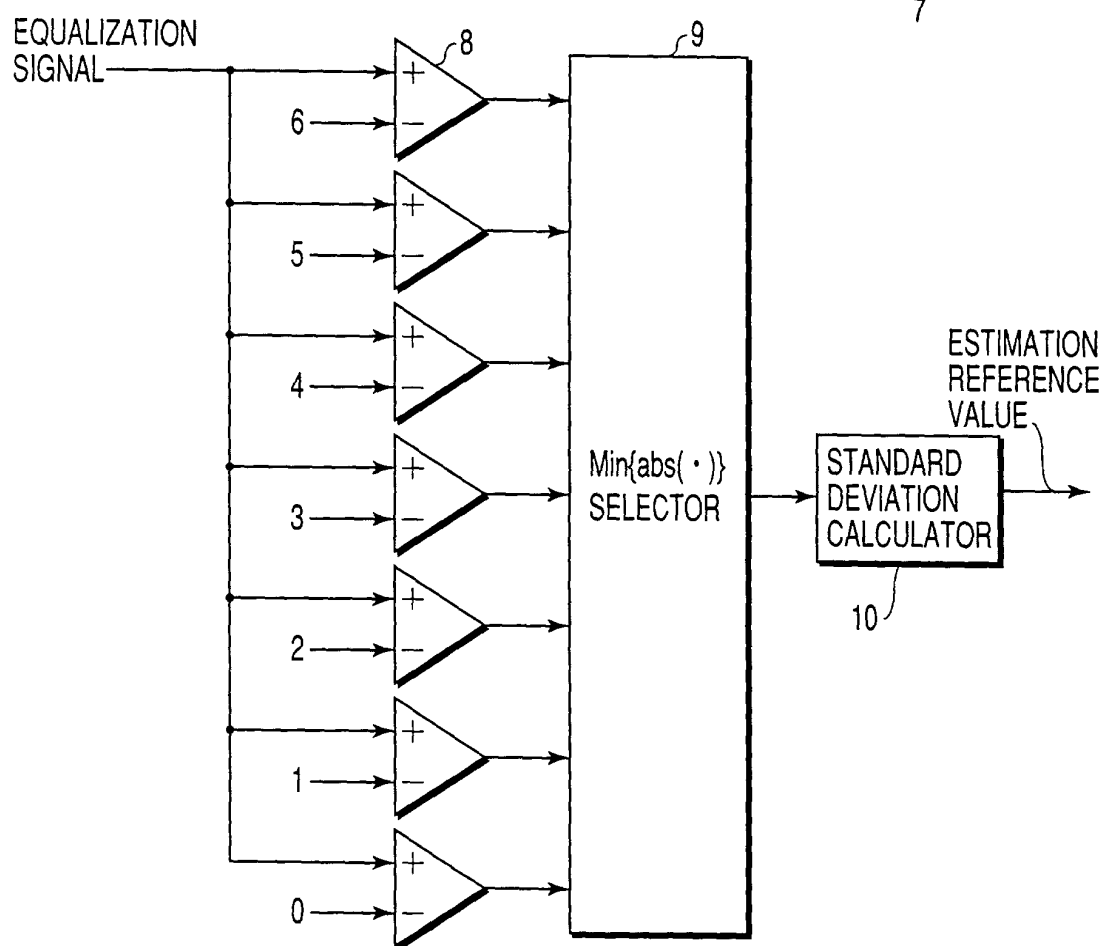 7
EQUALIZATION
SIGNAL
8
9
+
6
−
+
5
−
+
4
−
ESTIMATION
REFERENCE
VALUE
+
3
−
Min{abs(・)}
SELECTOR
STANDARD
DEVIATION
CALCULATOR
10
+
2
−
+
1
−
+
0
−